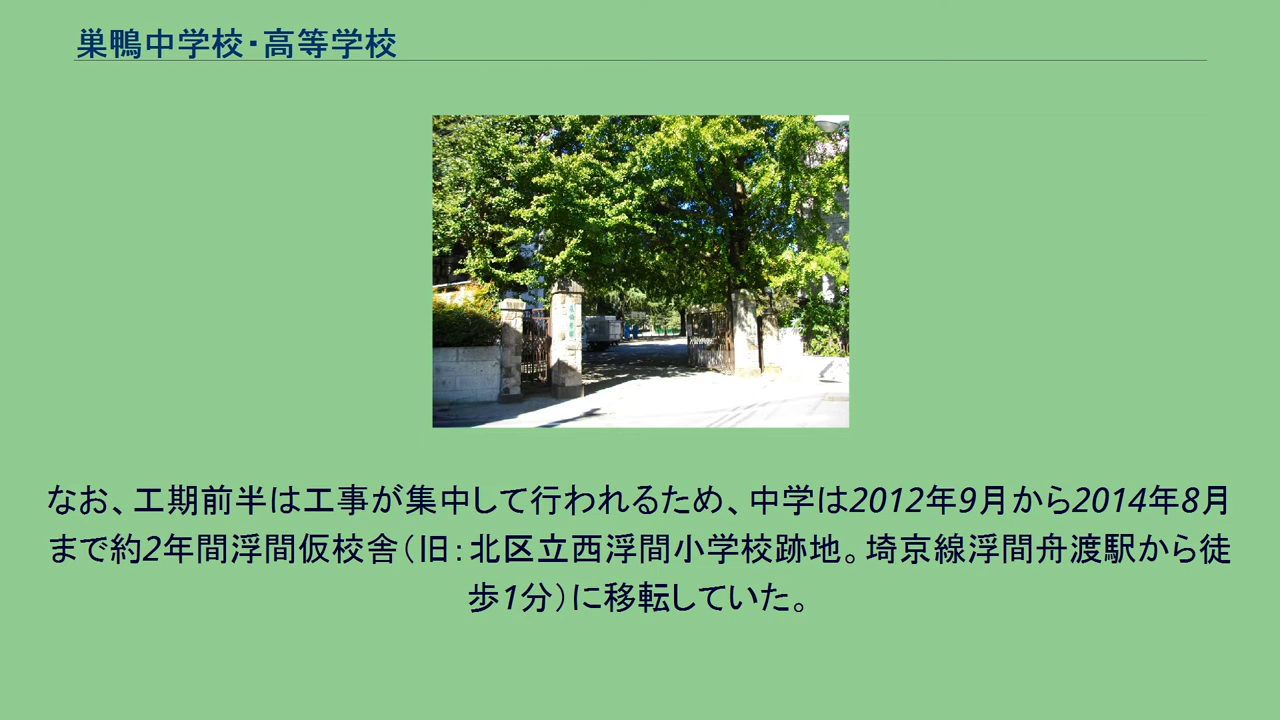 巣鴨中学校・高等学校
なお、工期前半は工事が集中して行われるため、中学は2012年9月から2014年8月
まで約2年間浮間仮校舎（旧：北区立西浮間小学校跡地。埼京線浮間舟渡駅から徒
歩1分）に移転していた。